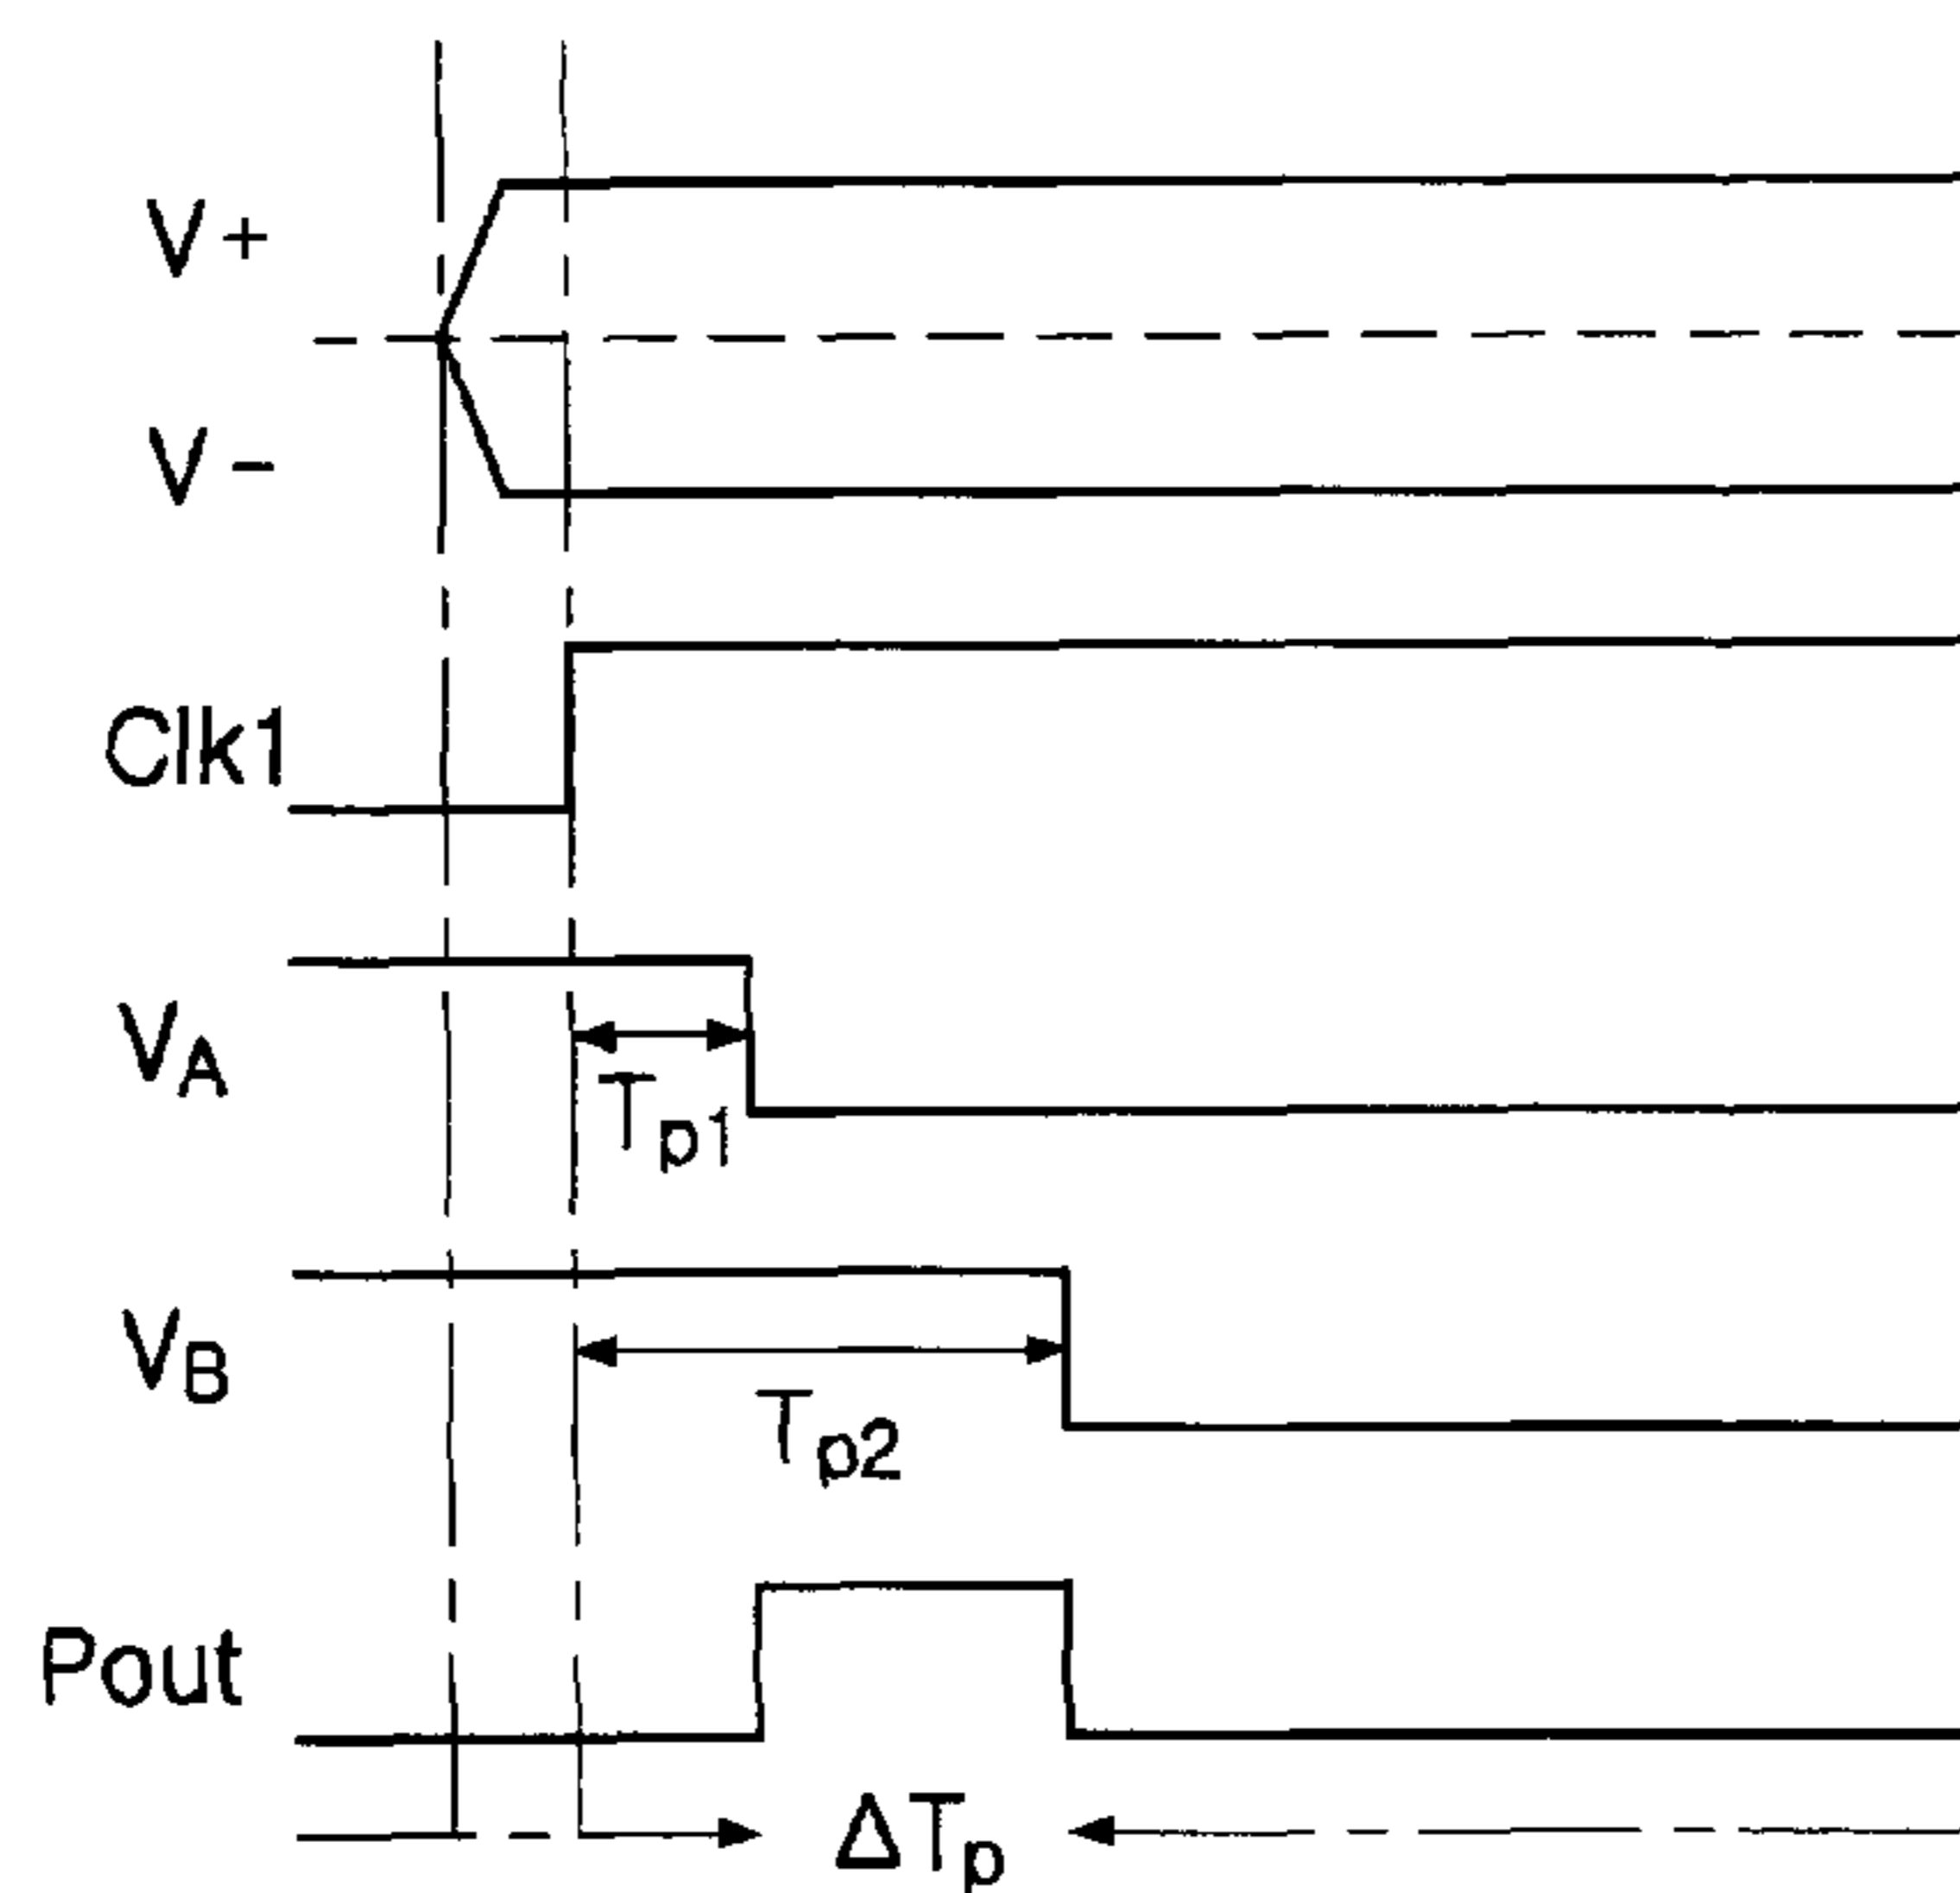 V+
V−
Clk1
VA
Tp1
VB
Tp2
Pout
ΔTp